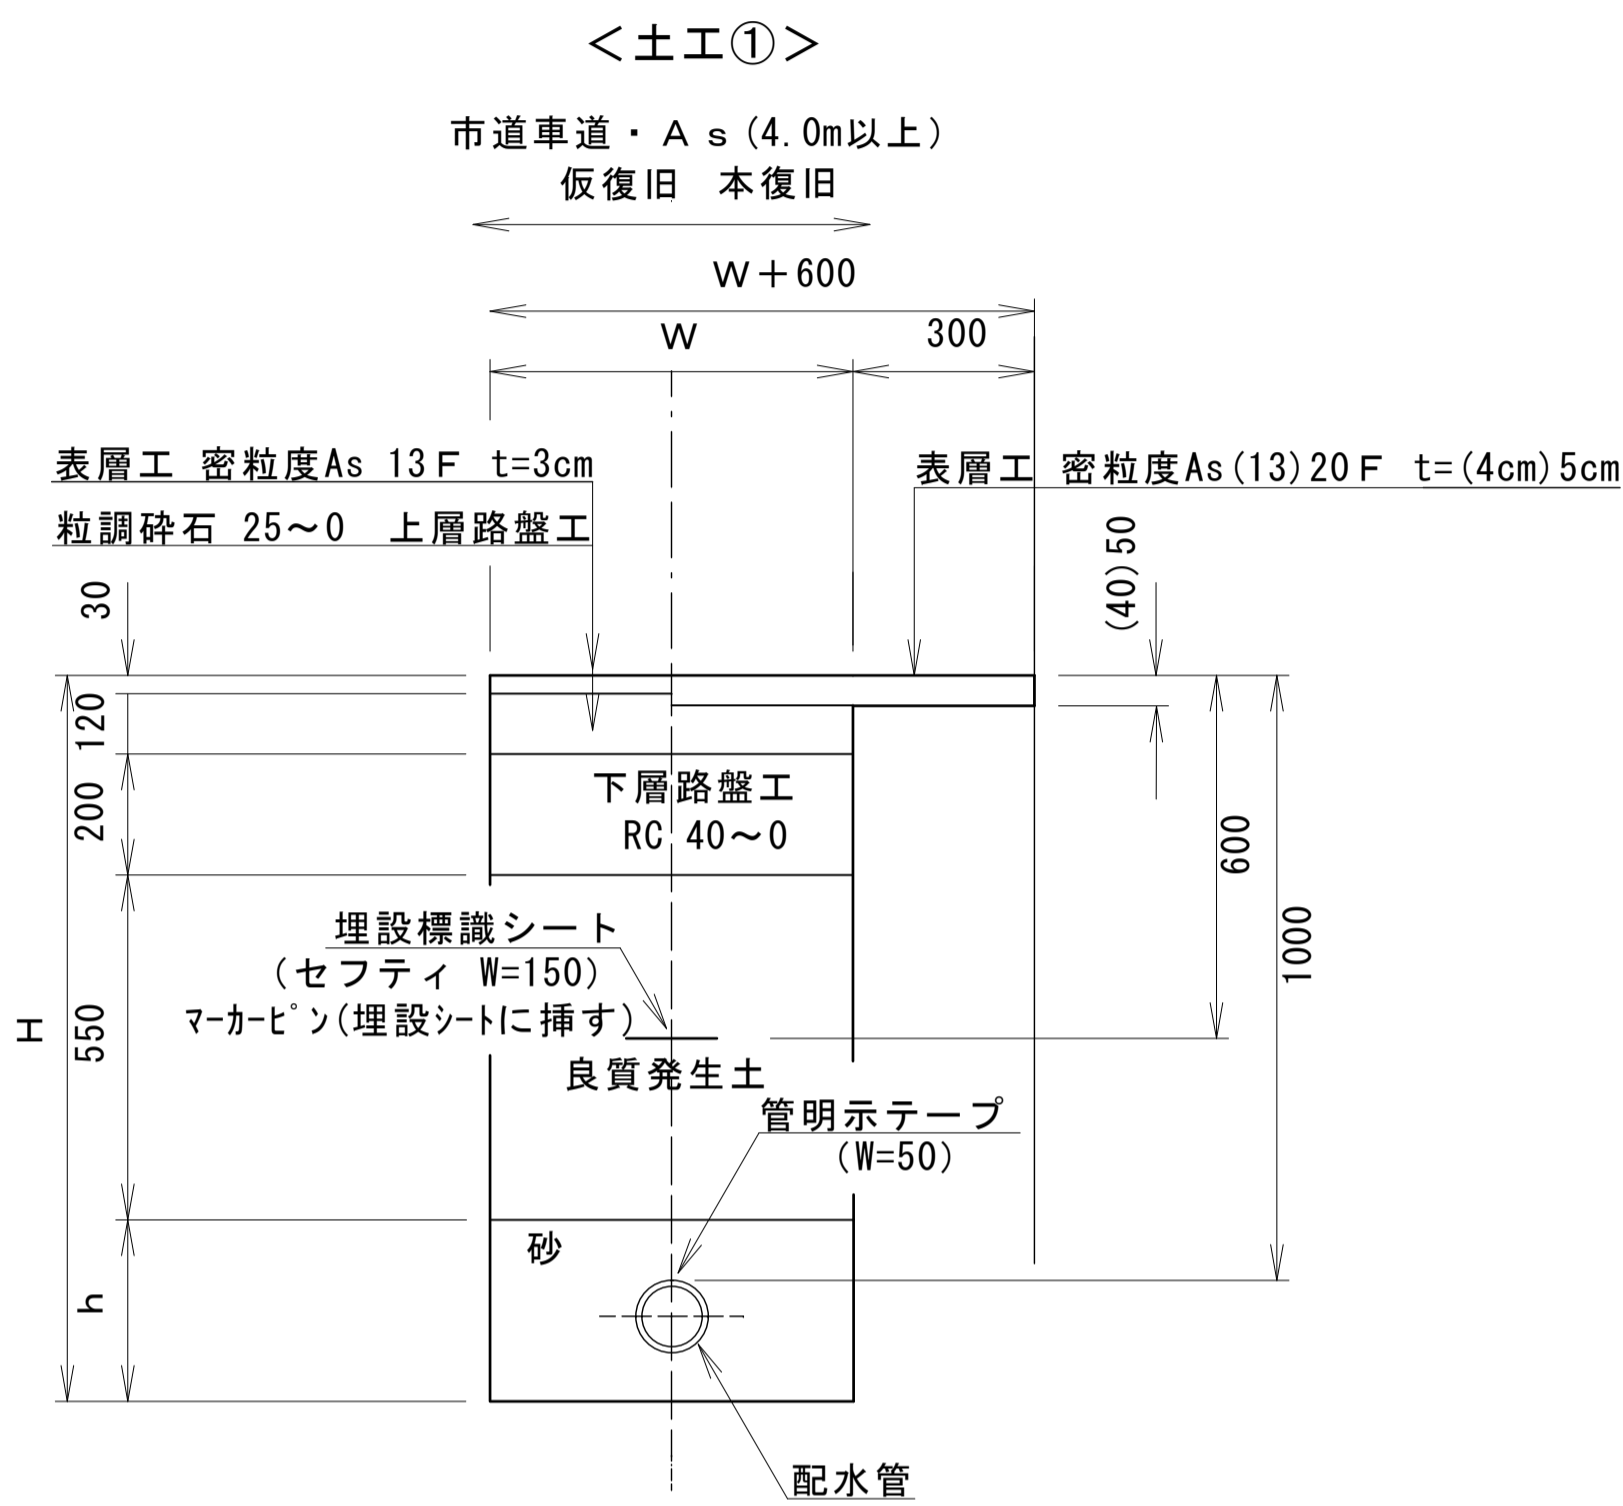 ＜土工①＞
市道車道・Ａｓ(4.0m以上)
仮復旧　本復旧
Ｗ＋600
Ｗ
300
表層工 密粒度As 13Ｆ t=3cm
表層工 密粒度As(13)20Ｆ t=(4cm)5cm
粒調砕石 25～0 上層路盤工
(40)50
30
120
200
下層路盤工
RC 40～0
600
1000
埋設標識シート
(セフティ W=150)
ﾏｰｶｰﾋﾟﾝ(埋設ｼｰﾄに挿す)
550
H
良質発生土
管明示テープ
(W=50)
砂
h
配水管